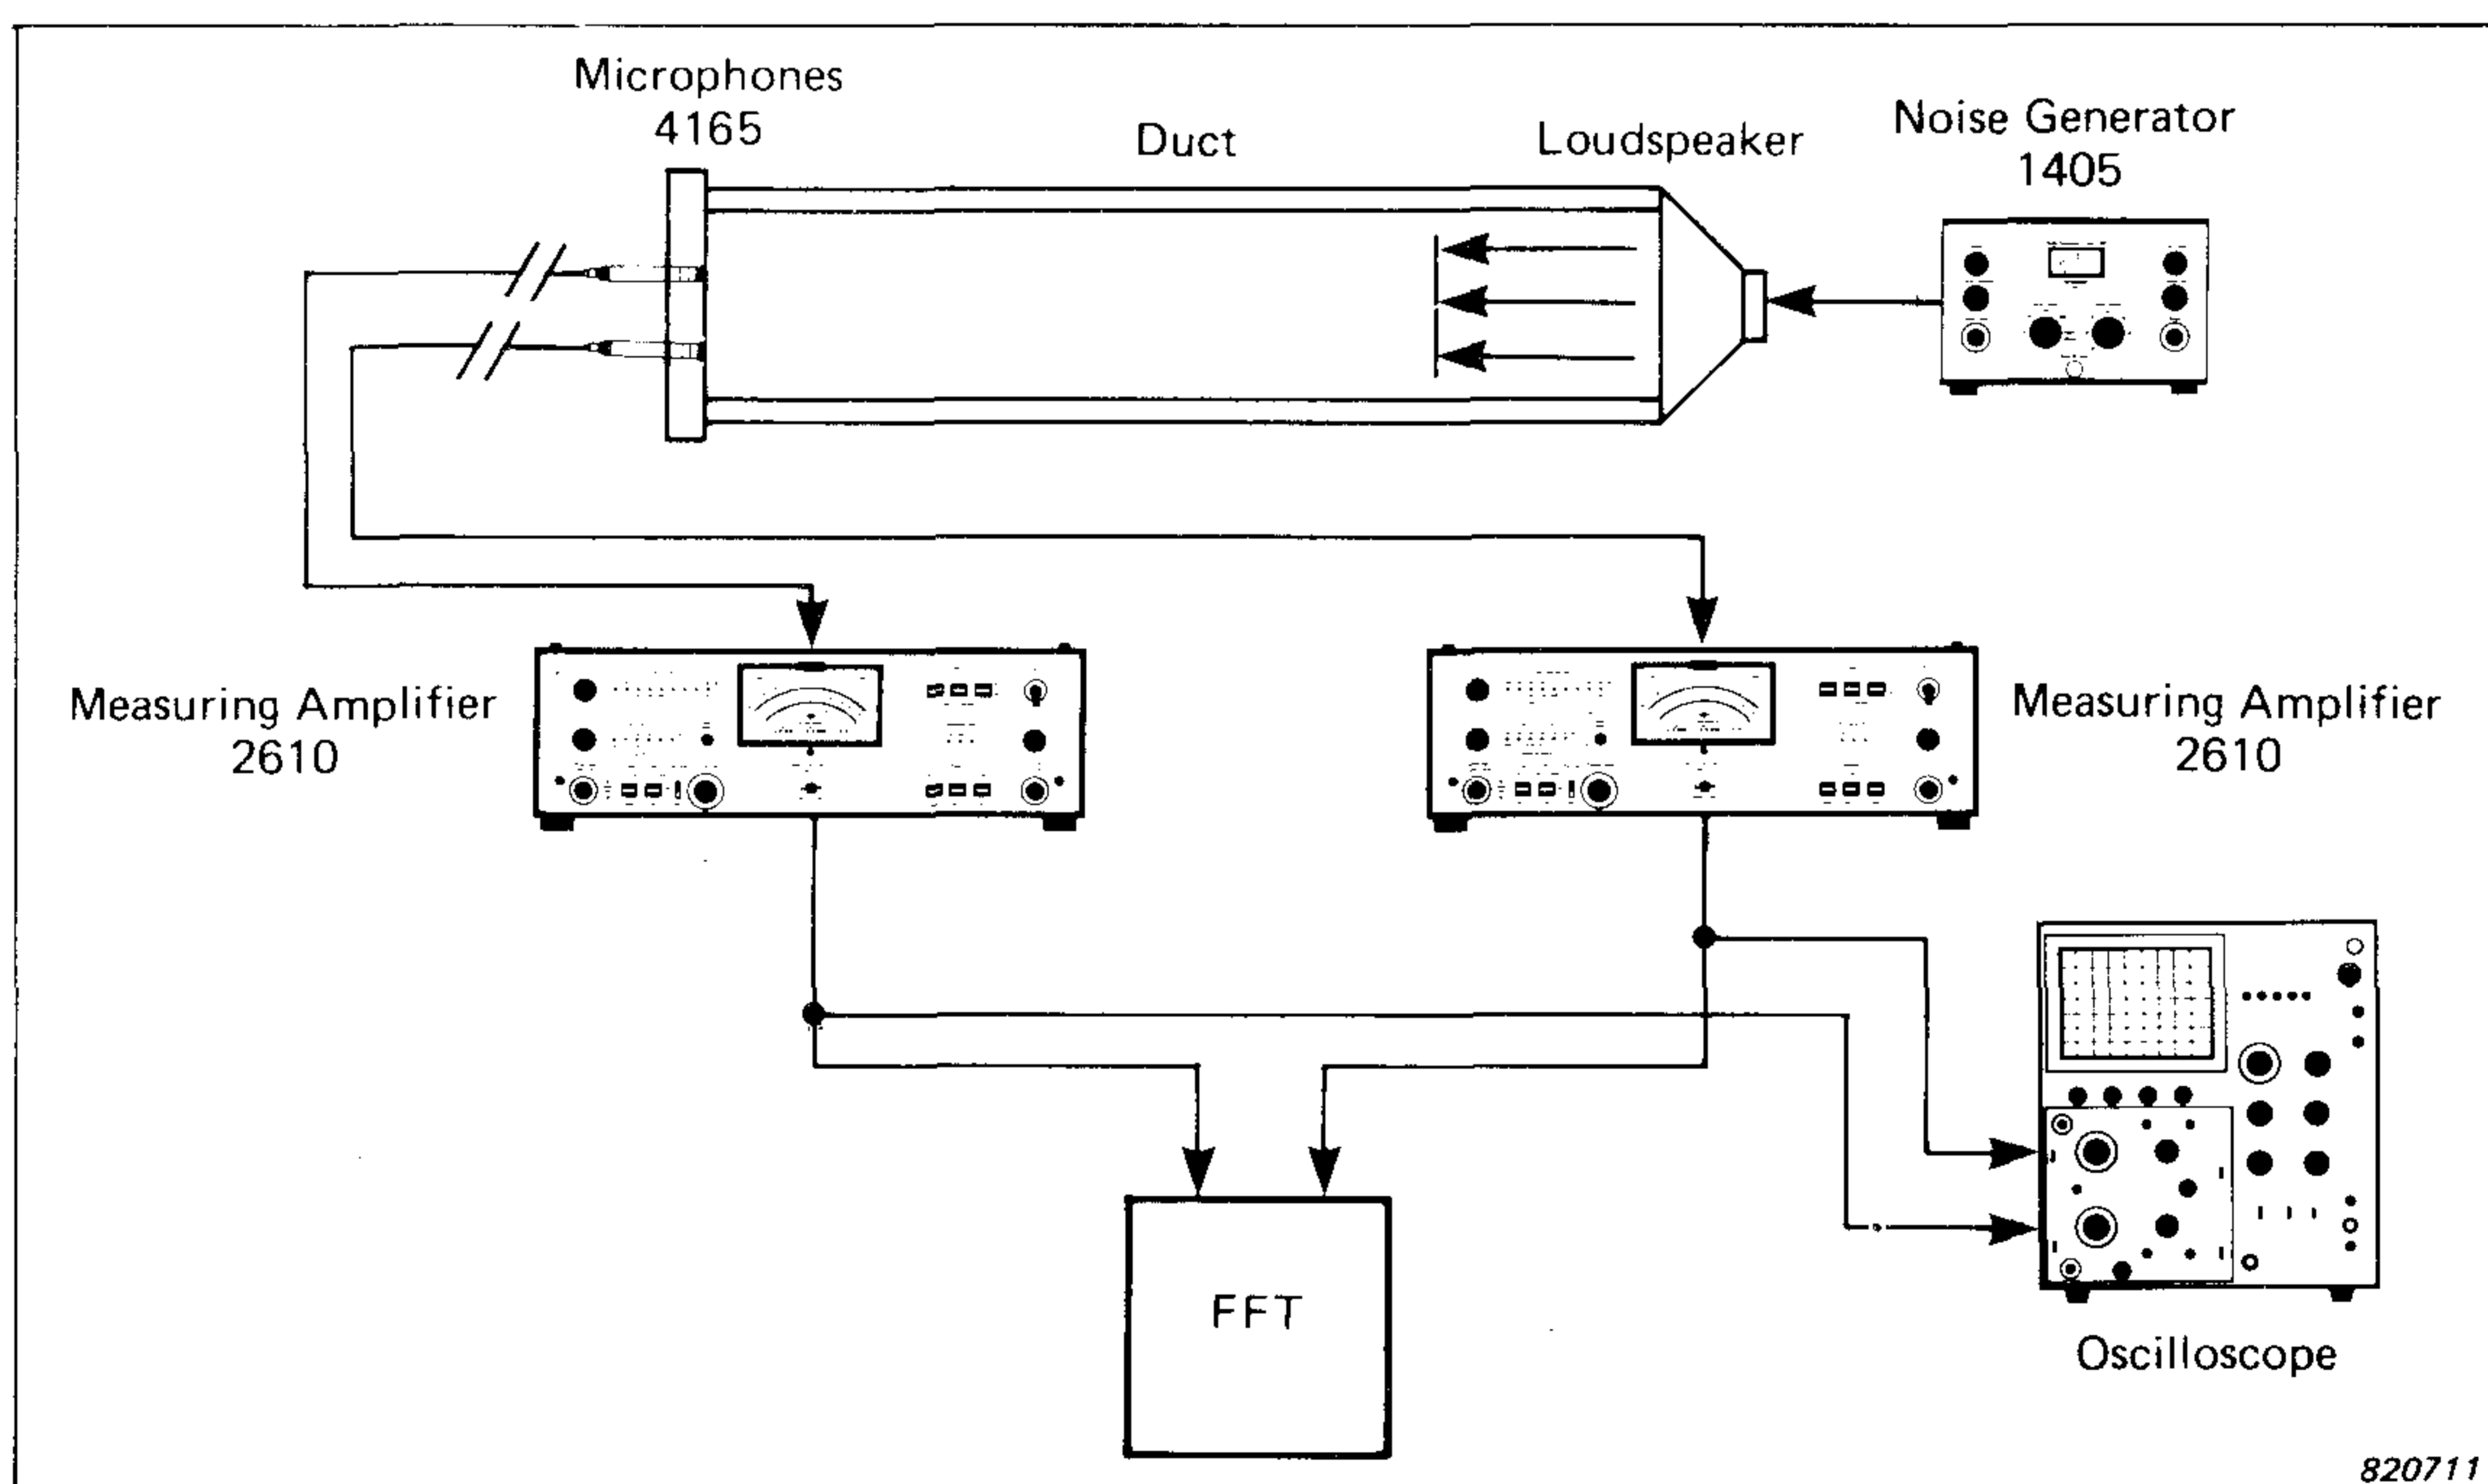 Microphones
4165
Duct
Loudspeaker
Noise Generator
1405
Measuring Amplifier
2610
Measuring Amplifier
2610
FFT
Oscilloscope
820711